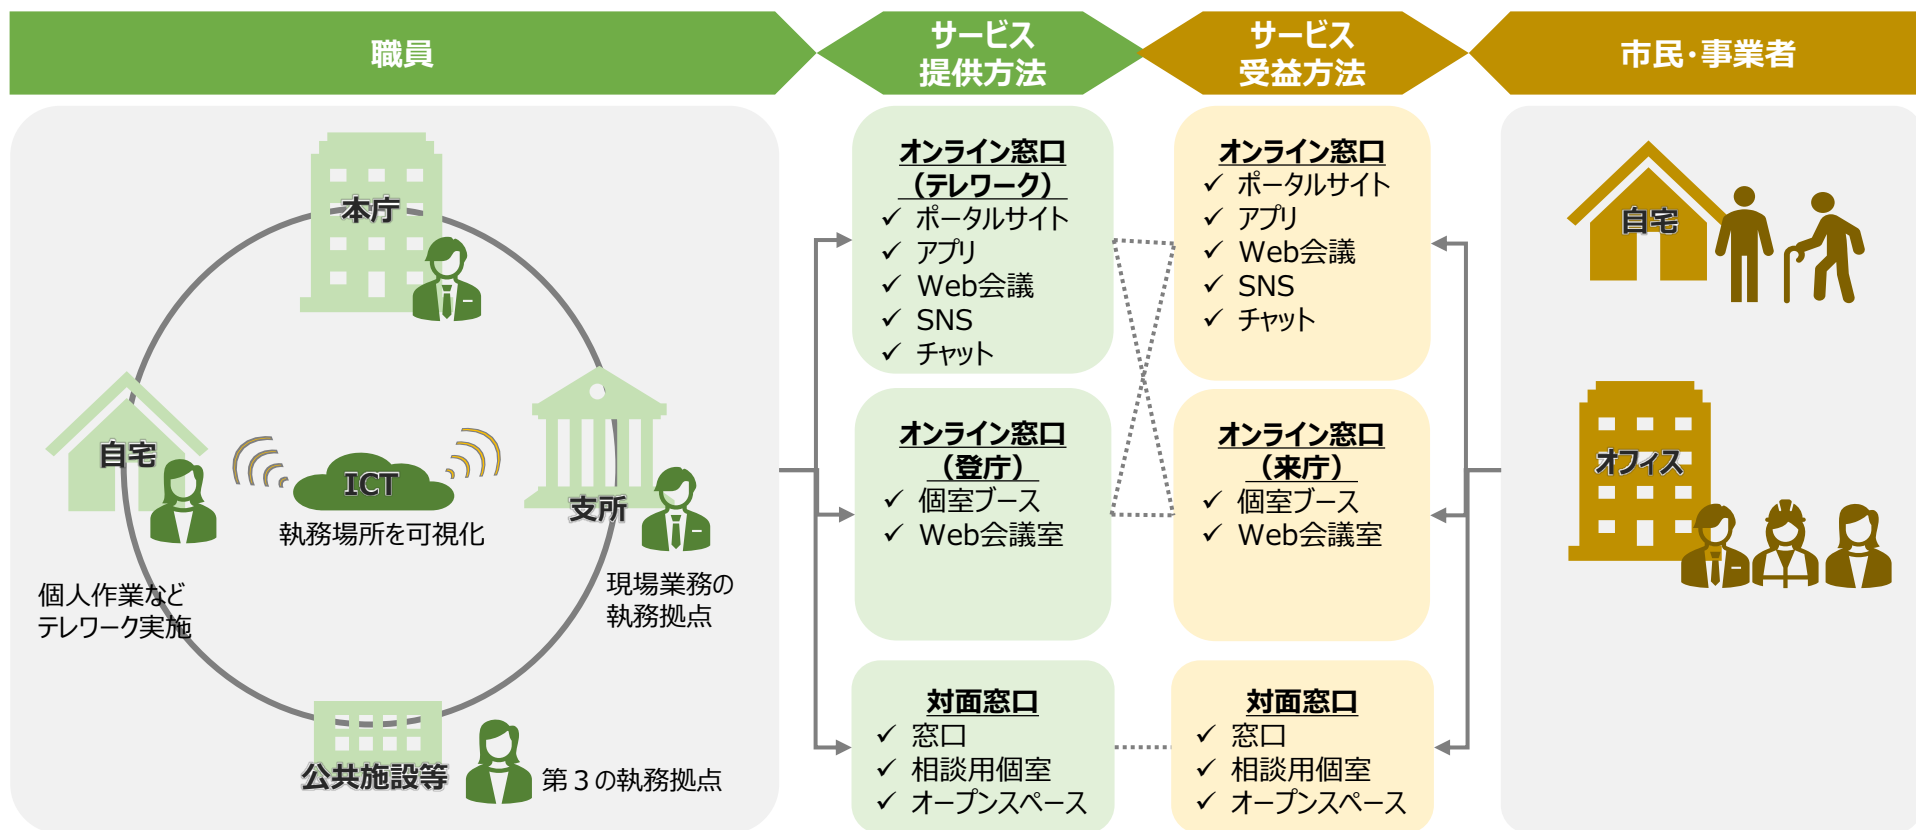 職員
サービス
提供方法
サービス
受益方法
市民・事業者
本庁
自宅
ICT
執務場所を可視化
支所
個人作業など
テレワーク実施
現場業務の
執務拠点
公共施設等
第３の執務拠点
オンライン窓口
（テレワーク）
✓ ポータルサイト
✓ アプリ
✓ Web会議
✓ SNS
✓ チャット
オンライン窓口
（登庁）
✓ 個室ブース
✓ Web会議室
対面窓口
✓ 窓口
✓ 相談用個室
✓ オープンスペース
オンライン窓口
✓ ポータルサイト
✓ アプリ
✓ Web会議
✓ SNS
✓ チャット
オンライン窓口
（来庁）
✓ 個室ブース
✓ Web会議室
対面窓口
✓ 窓口
✓ 相談用個室
✓ オープンスペース
自宅
オフィス